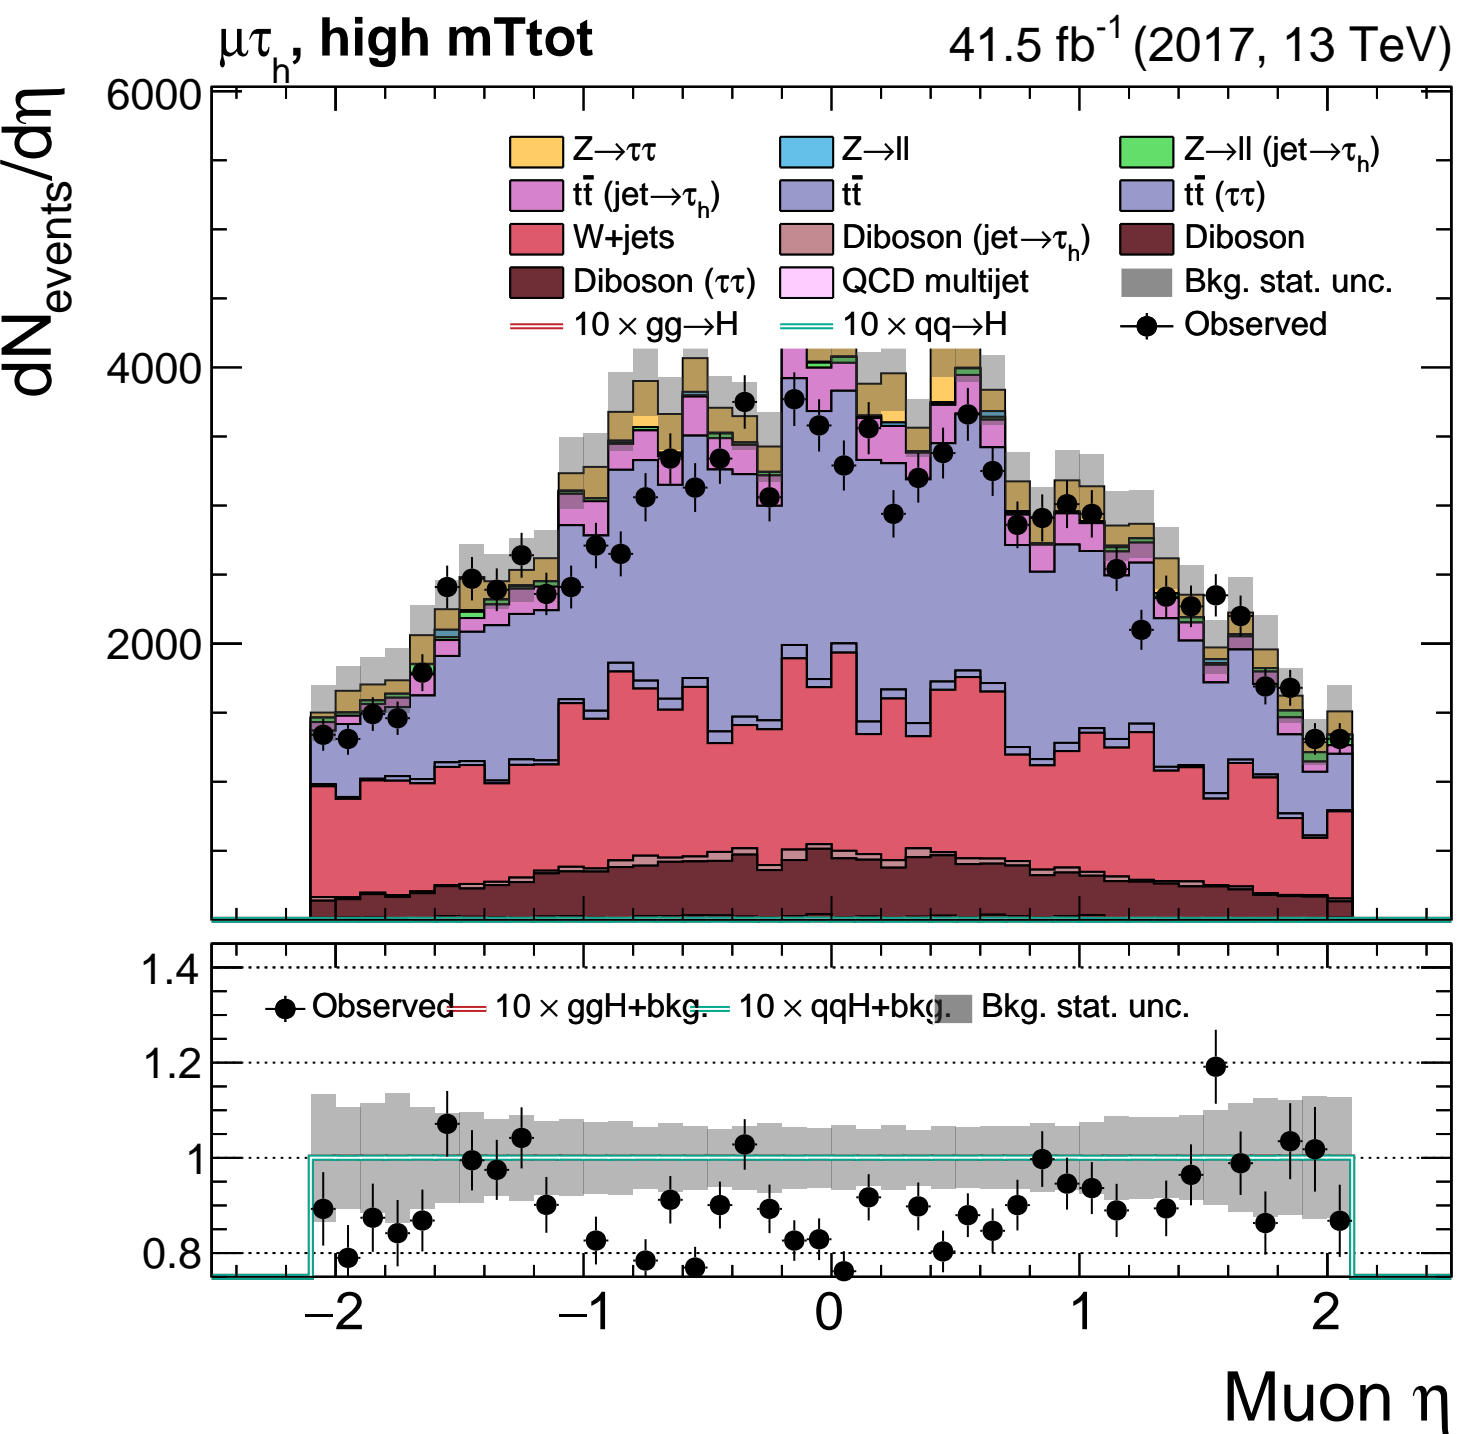 μτh, high mTtot
41.5 fb-1 (2017, 13 TeV)
dNevents/dη
6000
4000
2000
Z→ττ
Z→ll
Z→ll (jet→τh)
tt̄ (jet→τh)
tt̄
tt̄ (ττ)
W+jets
Diboson (jet→τh)
Diboson
Diboson (ττ)
QCD multijet
Bkg. stat. unc.
10 × gg→H
10 × qq→H
Observed
1.4
1.2
1
0.8
Observed
10 × ggH+bkg.
10 × qqH+bkg.
Bkg. stat. unc.
−2
−1
0
1
2
Muon η